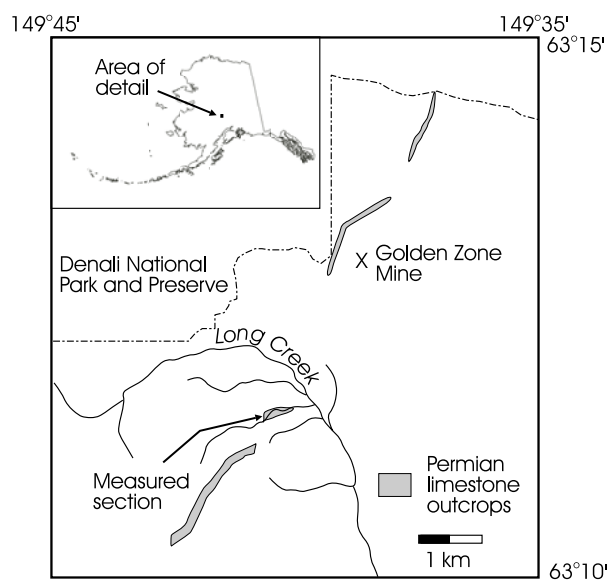 149°45' 149°35'
63°15'
Area of
detail
Denali National
Park and Preserve
X Golden Zone
Mine
Long Creek
Measured
section
Permian
limestone
outcrops
1 km
63°10'